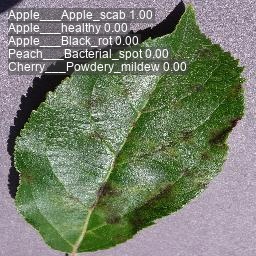 Apple___Apple_scab 1.00
Apple___healthy 0.00
Apple___Black_rot 0.00
Peach___Bacterial_spot 0.00
Cherry___Powdery_mildew 0.00